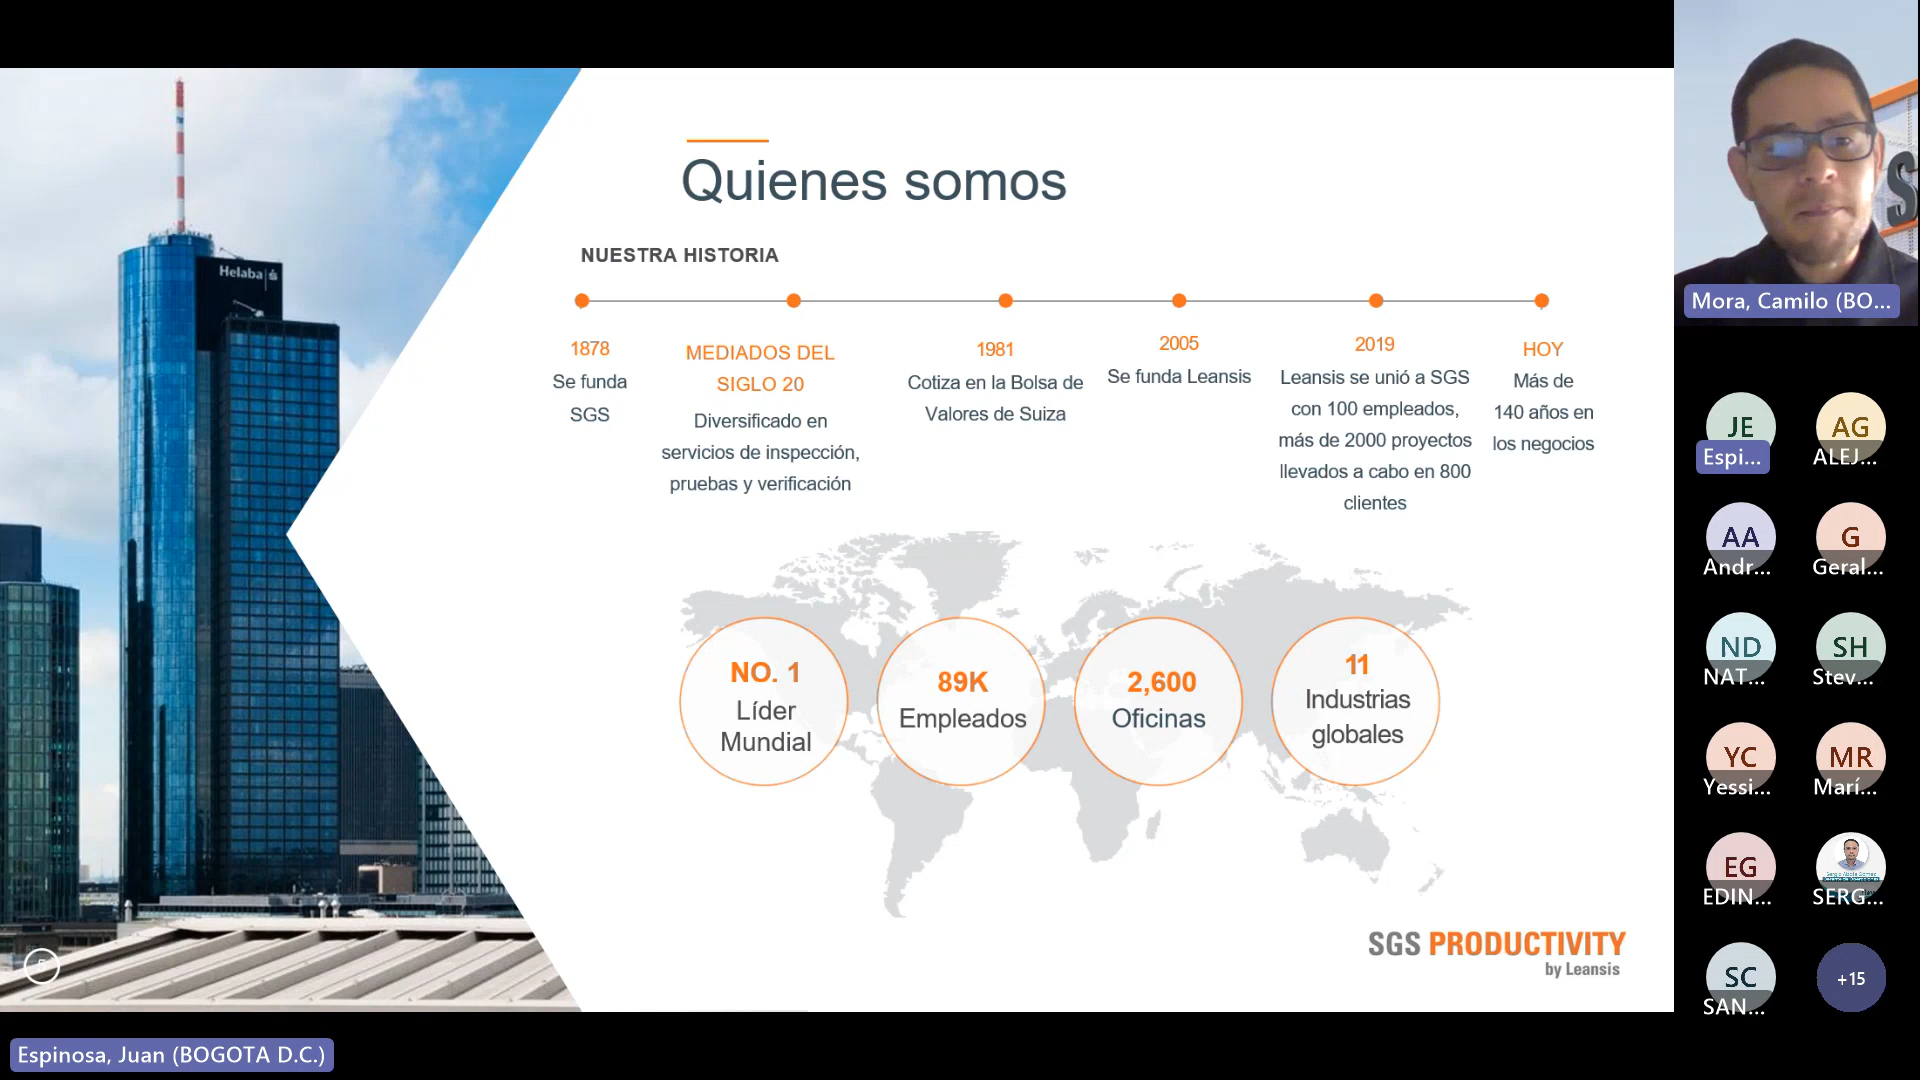 Helaba
Quienes somos
NUESTRA HISTORIA
1878
Se funda
SGS
MEDIADOS DEL
SIGLO 20
Diversificado en
servicios de inspección,
pruebas y verificación
1981
Cotiza en la Bolsa de
Valores de Suiza
2005
Se funda Leansis
2019
Leansis se unió a SGS
con 100 empleados,
más de 2000 proyectos
llevados a cabo en 800
clientes
HOY
Más de
140 años en
los negocios
NO. 1
Líder
Mundial
89K
Empleados
2,600
Oficinas
11
Industrias
globales
SGS PRODUCTIVITY
by Leansis
5
Espinosa, Juan (BOGOTA D.C.)
S
Mora, Camilo (BO...
JE
Espi...
AG
ALEJ...
AA
Andr...
G
Geral...
ND
NAT...
SH
Stev...
YC
Yessi...
MR
Marí...
EG
EDIN...
SERG...
SC
SAN...
+15